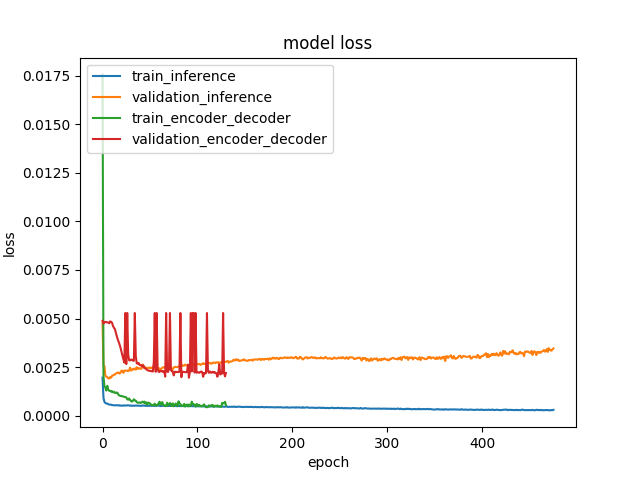 model loss
train_inference
validation_inference
train_encoder_decoder
validation_encoder_decoder
loss
0.0175
0.0150
0.0125
0.0100
0.0075
0.0050
0.0025
0.0000
0 100 200 300 400
epoch